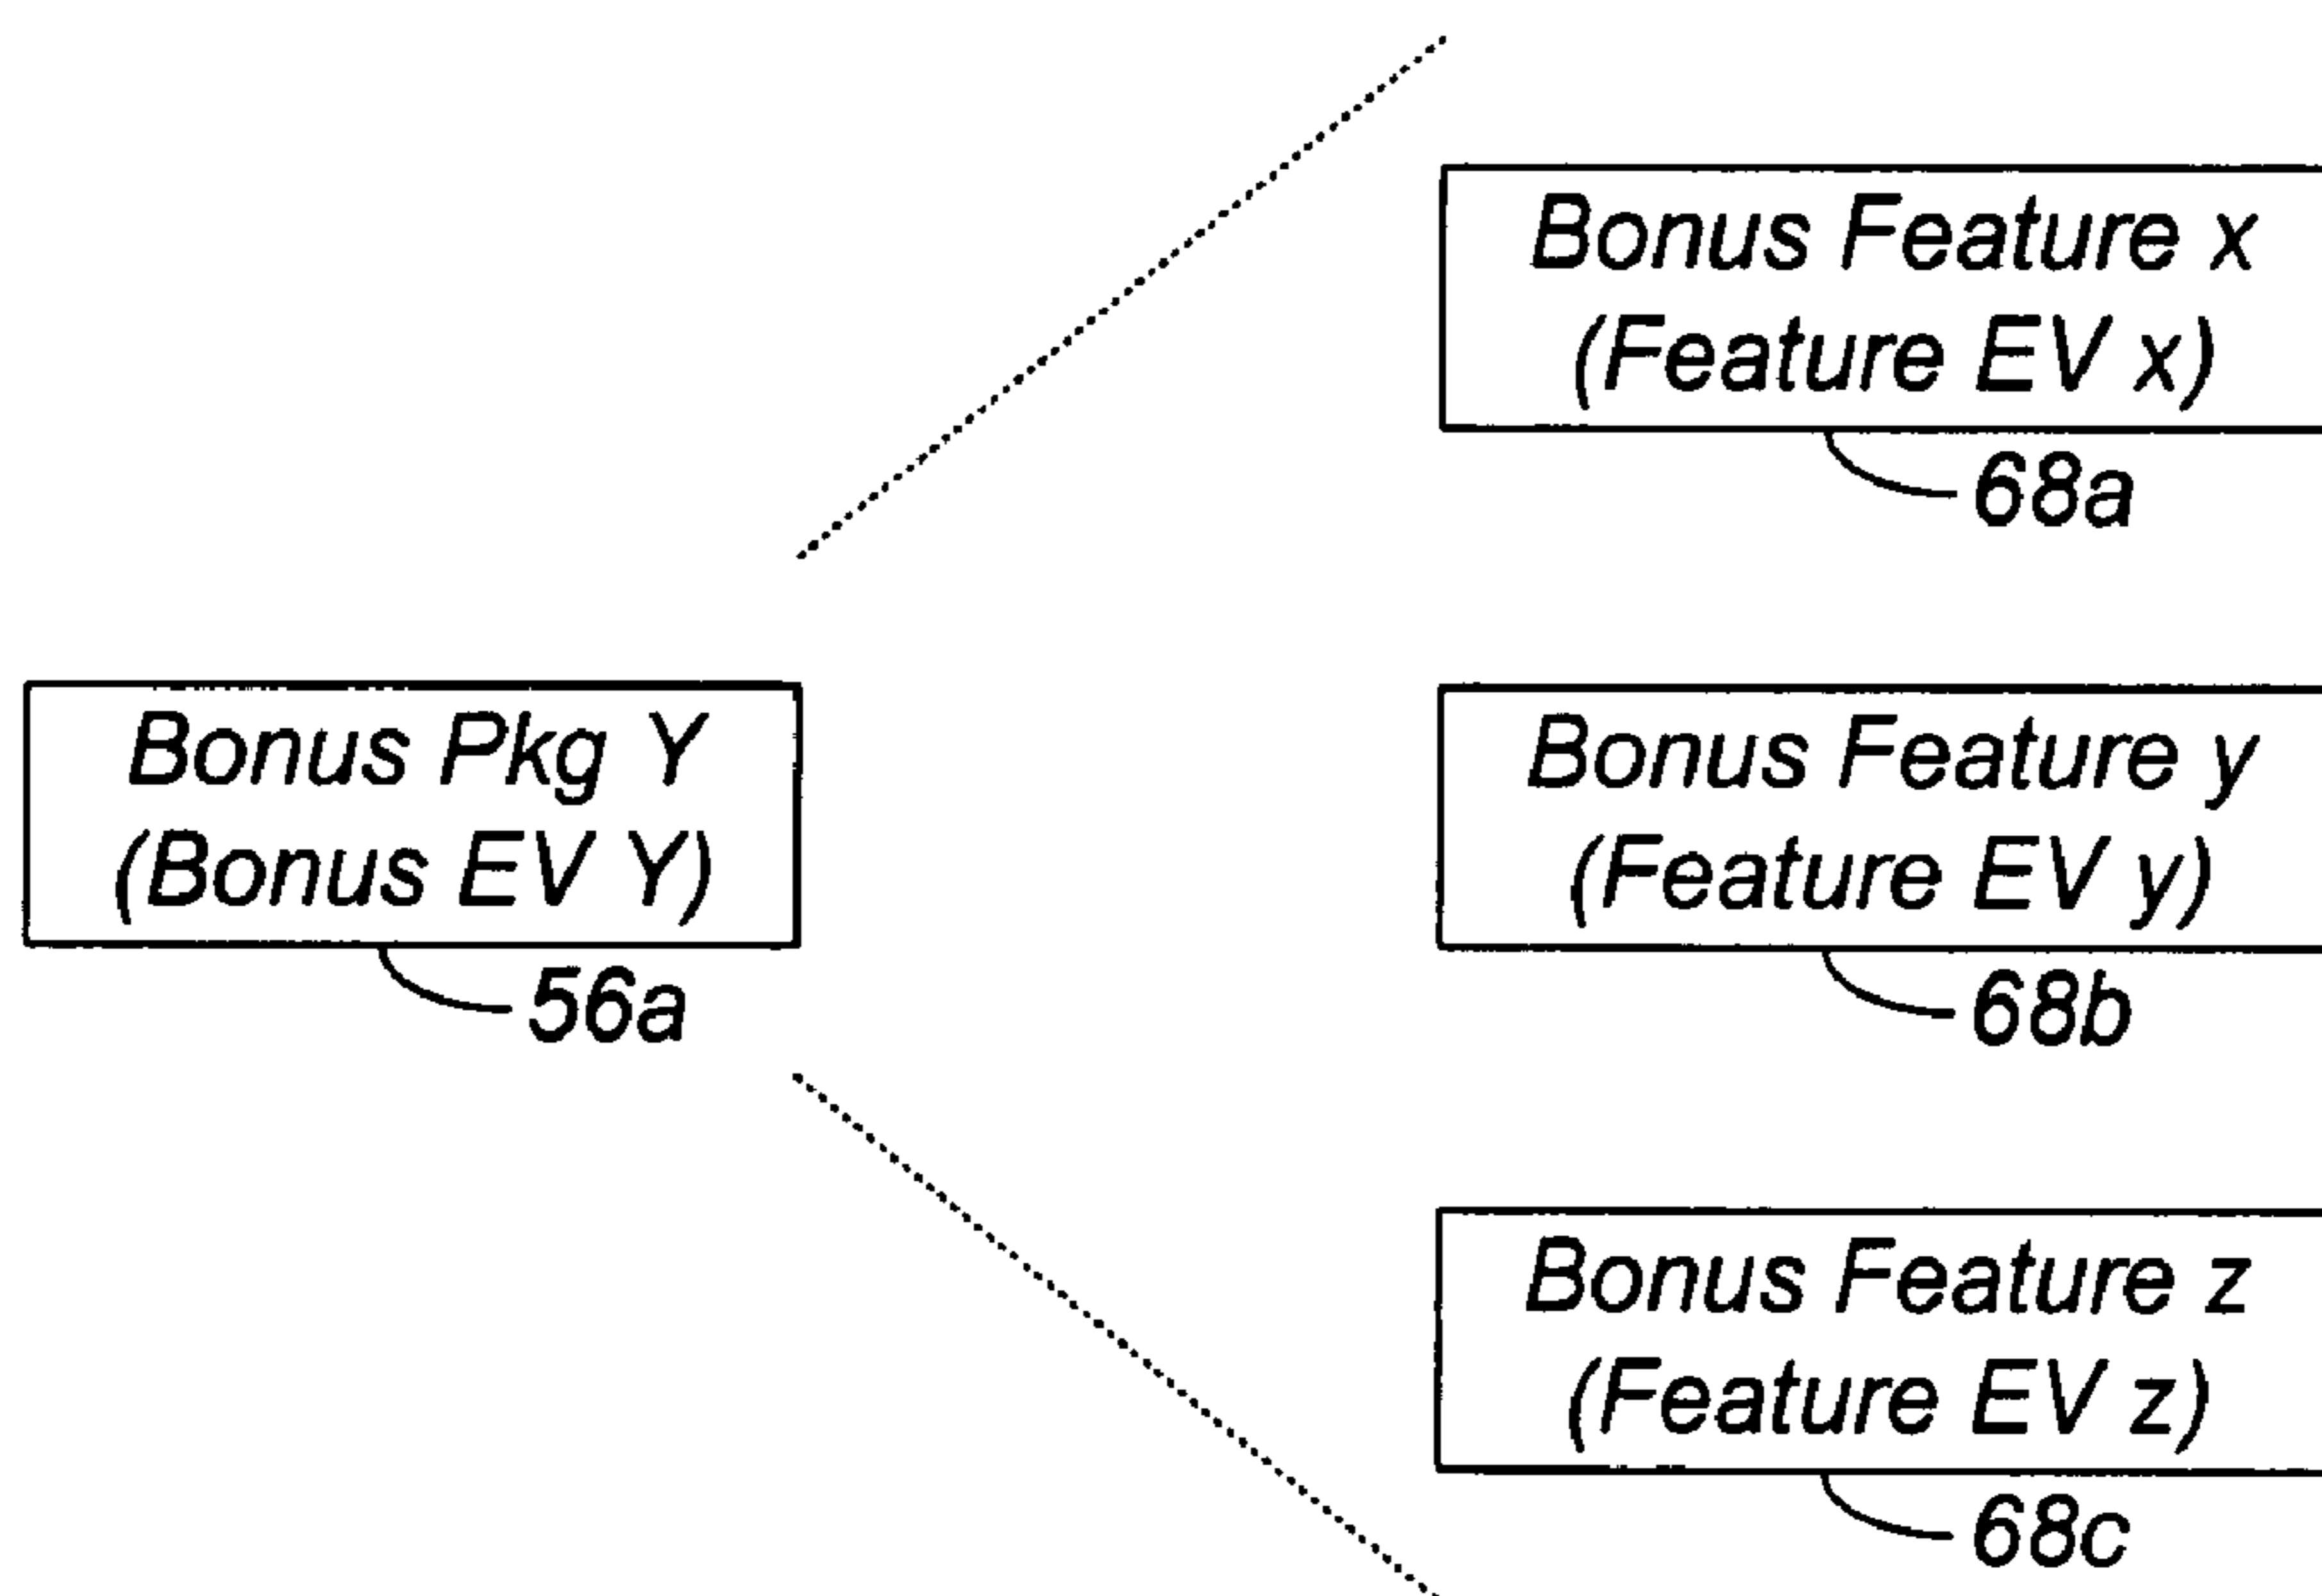 Bonus Feature x
(Feature EV x)
68a
Bonus Pkg Y
(Bonus EV Y)
56a
Bonus Feature y
(Feature EV y)
68b
Bonus Feature z
(Feature EV z)
68c